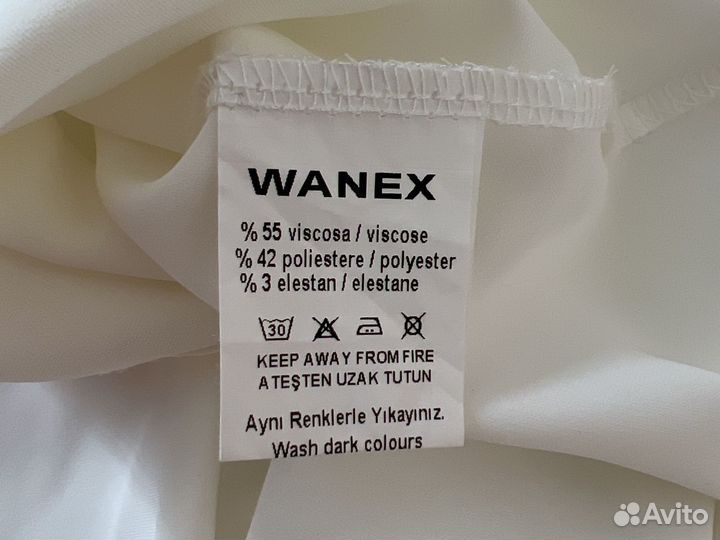 WANEX
% 55 viscosa / viscose
% 42 poliestere / polyester
% 3 elestan / elestane
30
KEEP AWAY FROM FIRE
ATEŞTEN UZAK TUTUN
Aynı Renklerle Yıkayınız.
Wash dark colours
Avito